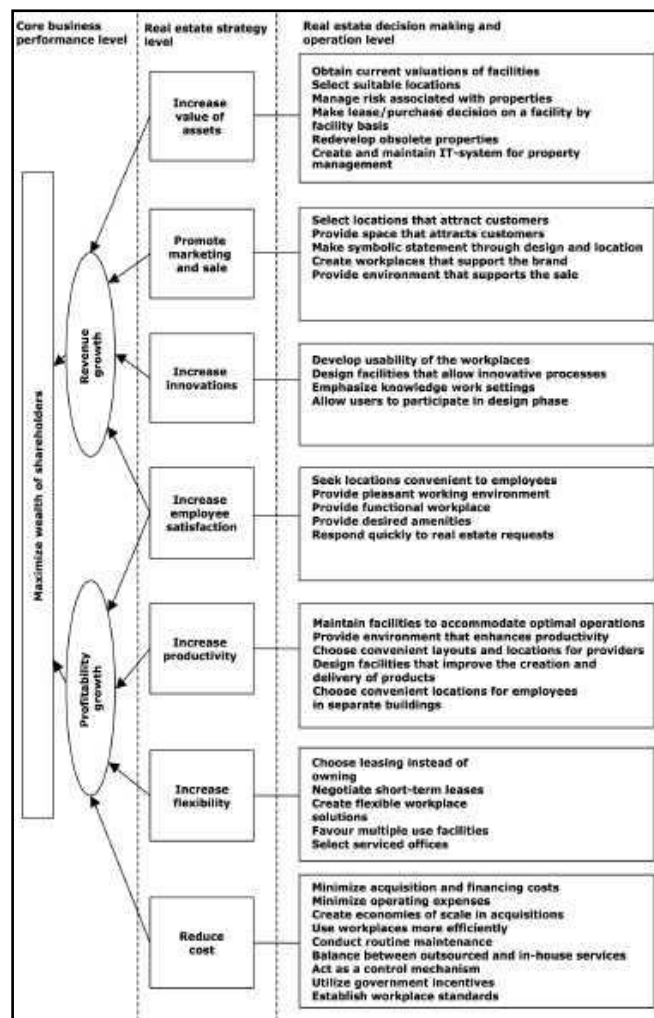 Core business
performance level
Real estate strategy
level
Real estate decision making and
operation level
Maximize wealth of shareholders
Revenue
growth
Profitability
growth
Increase
value of
assets
Obtain current valuations of facilities
Select suitable locations
Manage risk associated with properties
Make lease/purchase decision on a facility by
facility basis
Redevelop obsolete properties
Create and maintain IT-system for property
management
Promote
marketing
and sale
Select locations that attract customers
Provide space that attracts customers
Make symbolic statement through design and location
Create workplaces that support the brand
Provide environment that supports the sale
Increase
innovations
Develop usability of the workplaces
Design facilities that allow innovative processes
Emphasize knowledge work settings
Allow users to participate in design phase
Increase
employee
satisfaction
Seek locations convenient to employees
Provide pleasant working environment
Provide functional workplace
Provide desired amenities
Respond quickly to real estate requests
Increase
productivity
Maintain facilities to accommodate optimal operations
Provide environment that enhances productivity
Choose convenient layouts and locations for providers
Design facilities that improve the creation and
delivery of products
Choose convenient locations for employees
in separate buildings
Increase
flexibility
Choose leasing instead of
owning
Negotiate short-term leases
Create flexible workplace
solutions
Favour multiple use facilities
Select serviced offices
Reduce
cost
Minimize acquisition and financing costs
Minimize operating expenses
Create economies of scale in acquisitions
Use workplaces more efficiently
Conduct routine maintenance
Balance between outsourced and in-house services
Act as a control mechanism
Utilize government incentives
Establish workplace standards